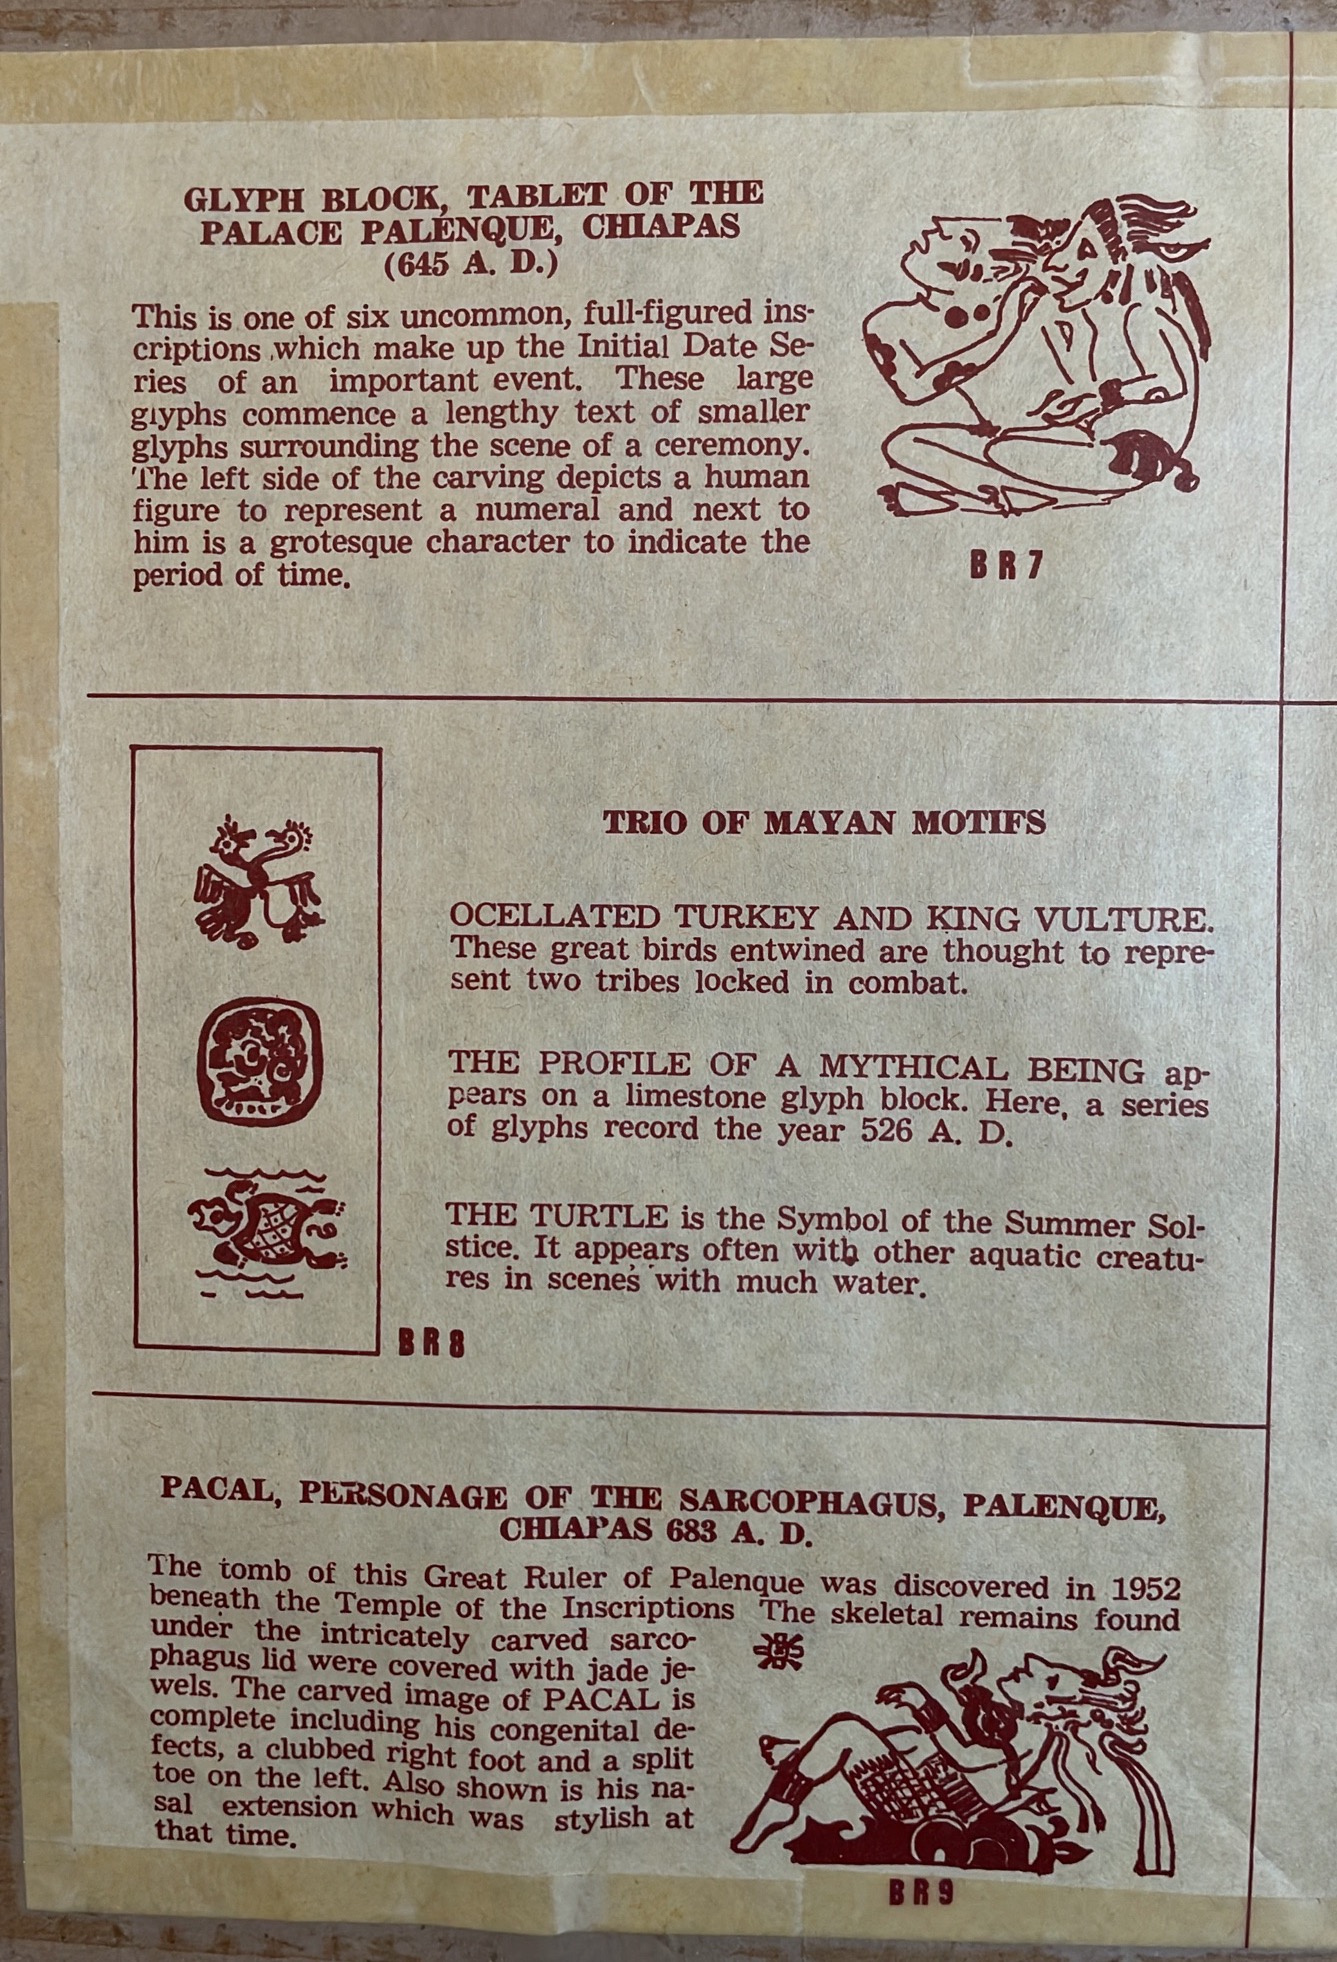 GLYPH BLOCK, TABLET OF THE
PALACE PALENQUE, CHIAPAS
(645 A. D.)
This is one of six uncommon, full-figured ins-
criptions which make up the Initial Date Se-
ries of an important event. These large
glyphs commence a lengthy text of smaller
glyphs surrounding the scene of a ceremony.
The left side of the carving depicts a human
figure to represent a numeral and next to
him is a grotesque character to indicate the
period of time.
BR7
TRIO OF MAYAN MOTIFS
OCELLATED TURKEY AND KING VULTURE.
These great birds entwined are thought to repre-
sent two tribes locked in combat.
THE PROFILE OF A MYTHICAL BEING ap-
pears on a limestone glyph block. Here, a series
of glyphs record the year 526 A. D.
THE TURTLE is the Symbol of the Summer Sol-
stice. It appears often with other aquatic creatu-
res in scenes with much water.
BR8
PACAL, PERSONAGE OF THE SARCOPHAGUS, PALENQUE,
CHIAPAS 683 A. D.
The tomb of this Great Ruler of Palenque was discovered in 1952
beneath the Temple of the Inscriptions The skeletal remains found
under the intricately carved sarco-
phagus lid were covered with jade je-
wels. The carved image of PACAL is
complete including his congenital de-
fects, a clubbed right foot and a split
toe on the left. Also shown is his na-
sal extension which was stylish at
that time.
BR9